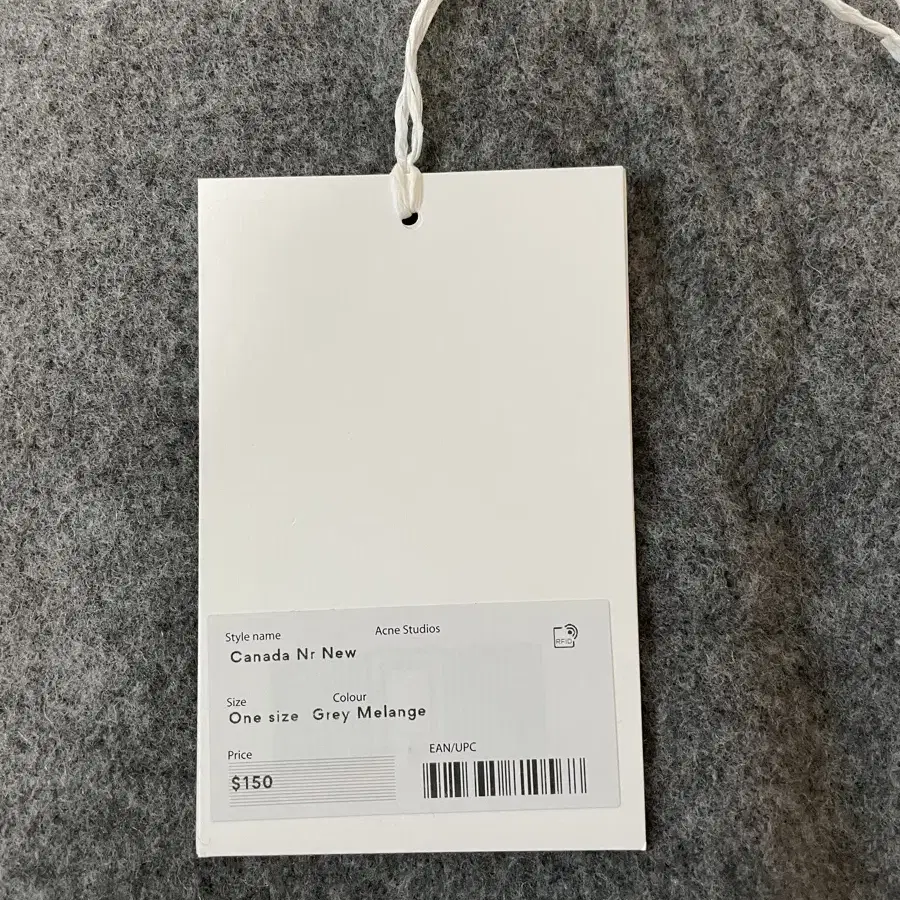 Acne Studios
Style name
RFID
Canada Nr New
Size Colour
One size Grey Melange
Price EAN/UPC
$150